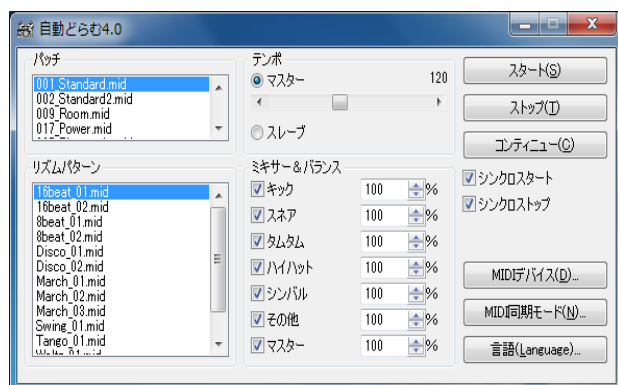 自動どらむ4.0
パッチ
001 Standard.mid
002 Standard2.mid
009 Room.mid
017 Power.mid
リズムパターン
16beat_01.mid
16beat_02.mid
8beat_01.mid
8beat_02.mid
Disco_01.mid
Disco_02.mid
March_01.mid
March_02.mid
March_03.mid
Swing_01.mid
Tango_01.mid
テンポ
マスター 120
スレーブ
ミキサー&バランス
キック 100 %
スネア 100 %
タムタム 100 %
ハイハット 100 %
シンバル 100 %
その他 100 %
マスター 100 %
スタート(S)
ストップ(T)
コンティニュー(C)
シンクロスタート
シンクロストップ
MIDIデバイス(D)...
MIDI同期モード(N)...
言語(Language)...